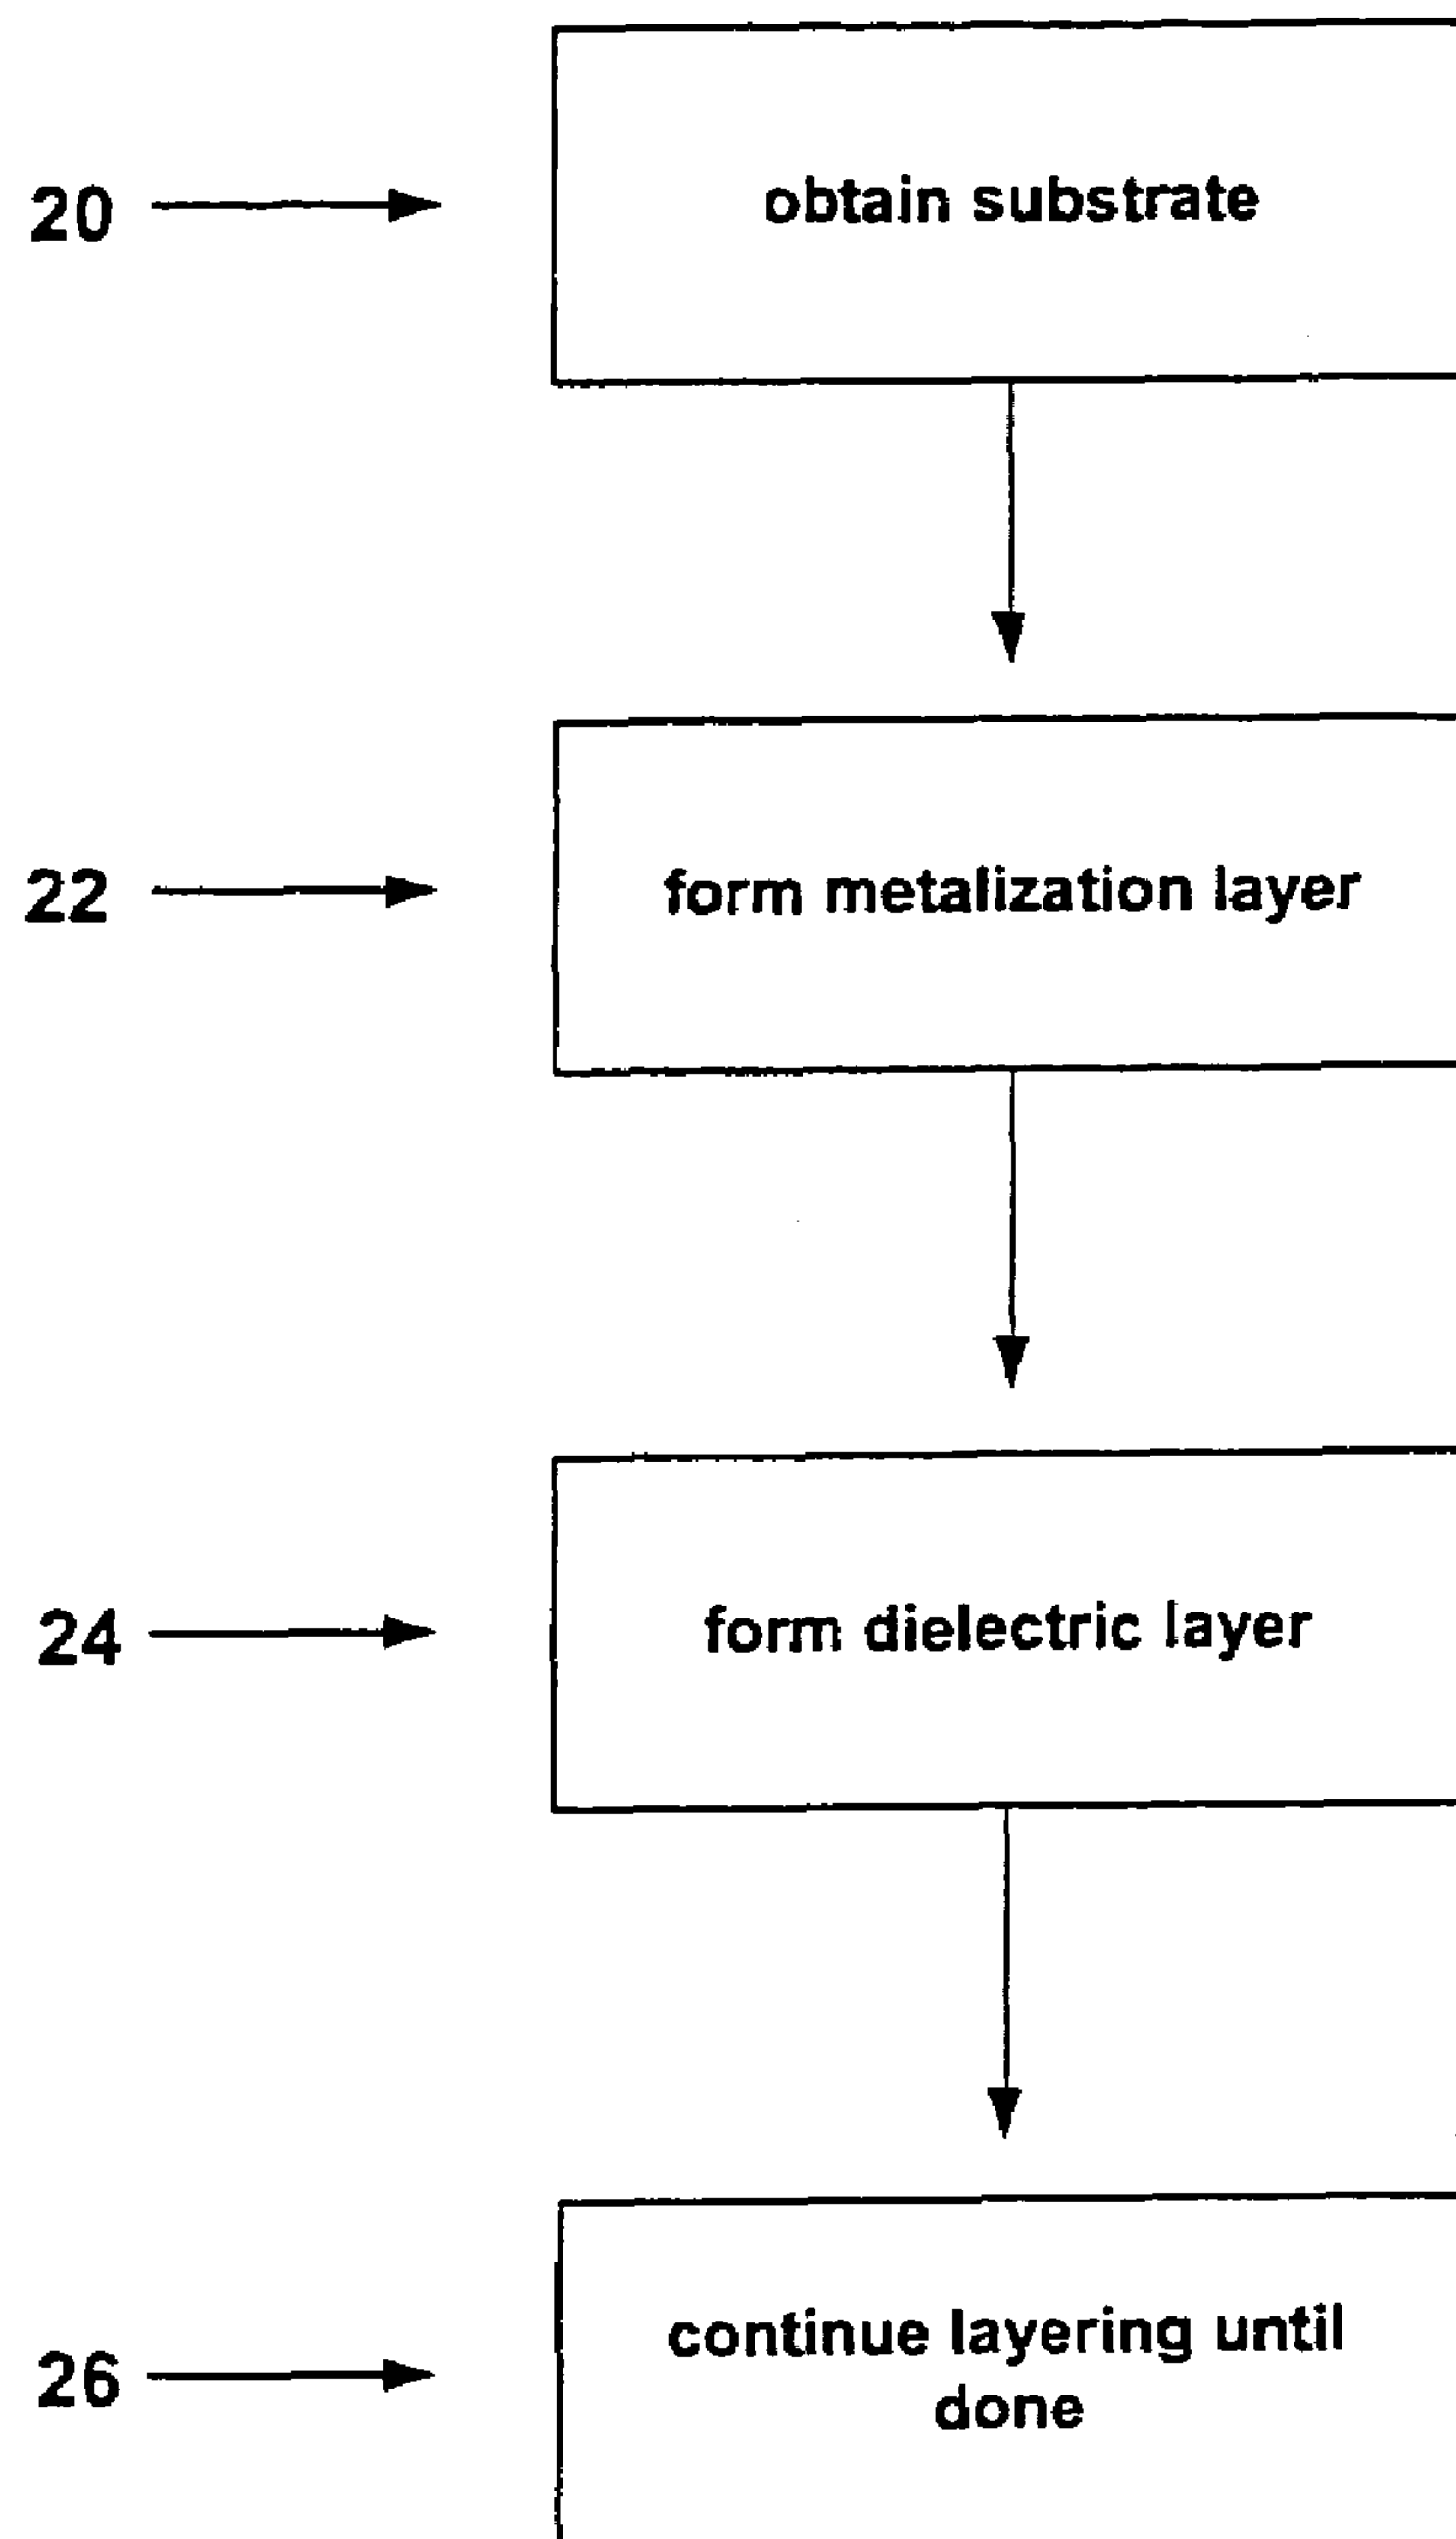 20
obtain substrate
22
form metalization layer
24
form dielectric layer
26
continue layering until
done